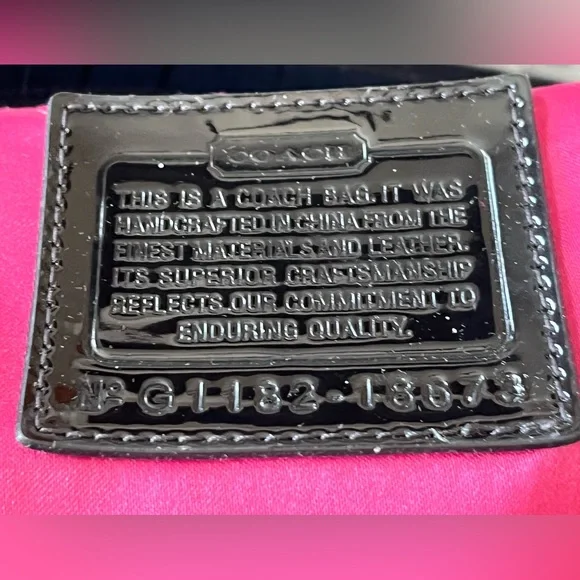 COACH
THIS IS A COACH BAG. IT WAS
HANDCRAFTED IN CHINA FROM THE
FINEST MATERIALS AND LEATHER.
ITS SUPERIOR CRAFTSMANSHIP
REFLECTS OUR COMMITMENT TO
ENDURING QUALITY.
Nº G1182-18673